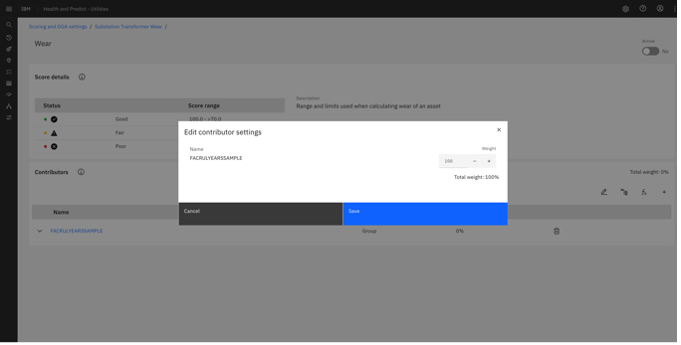 IBM Health and Predict - Utilities
Scoring and DGA settings / Substation Transformer-Wear /
Wear
Active
No
Score details
Status Score range
Good 100.0 - >70.0
Fair
Poor
Description
Range and limits used when calculating wear of an asset
Edit contributor settings
Name
FACRULYEARSSAMPLE
Weight
100
Total weight: 100%
Cancel Save
Contributors
Total weight: 0%
Name
FACRULYEARSSAMPLE Group 0%